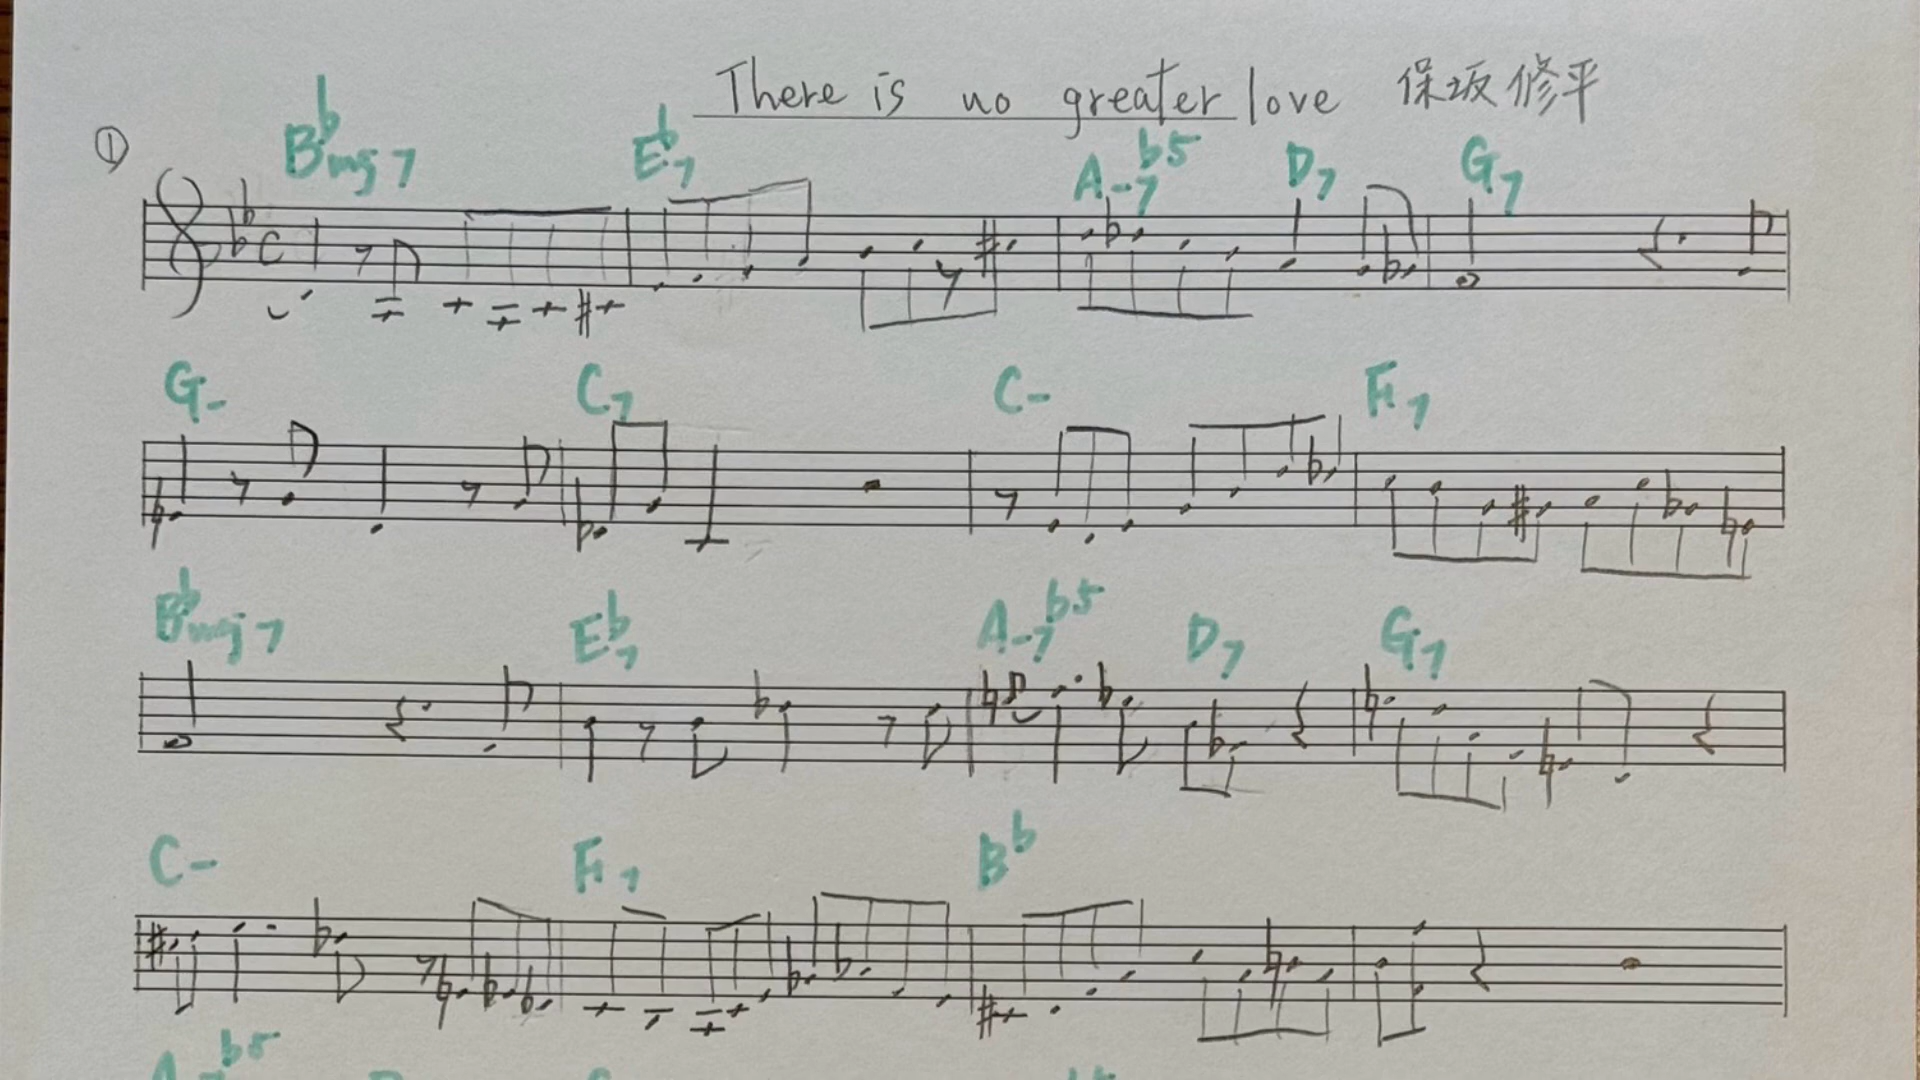 There is no greater love 保坂修平
①
B♭maj7 E♭7 A-7♭5 D7 G7
G- C7 C- F7
B♭maj7 E♭7 A-7♭5 D7 G7
C- F7 B♭